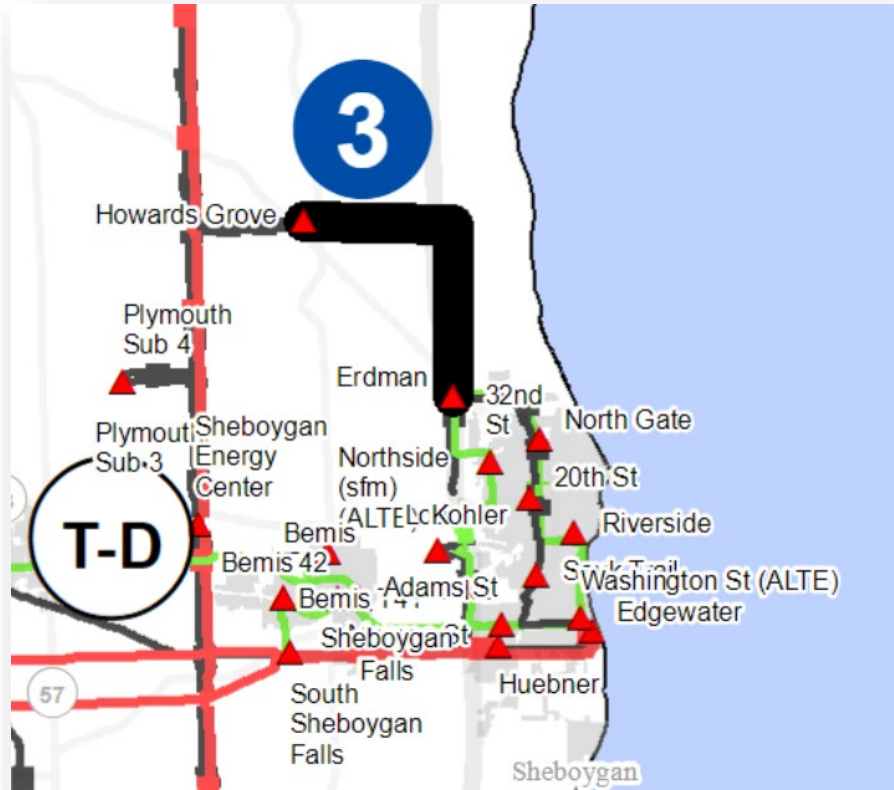 3
Howards Grove
Plymouth
Sub 4
Erdman
32nd
St
North Gate
Plymouth
Sub 3
Sheboygan
Energy
Center
Northside
(sfm)
(ALTE)
20th St
Kohler
Riverside
T-D
Bemis
Bemis 42
Adams St
Washington St (ALTE)
Bemis
Edgewater
Sheboygan
Falls
Huebner
57
South
Sheboygan
Falls
Sheboygan